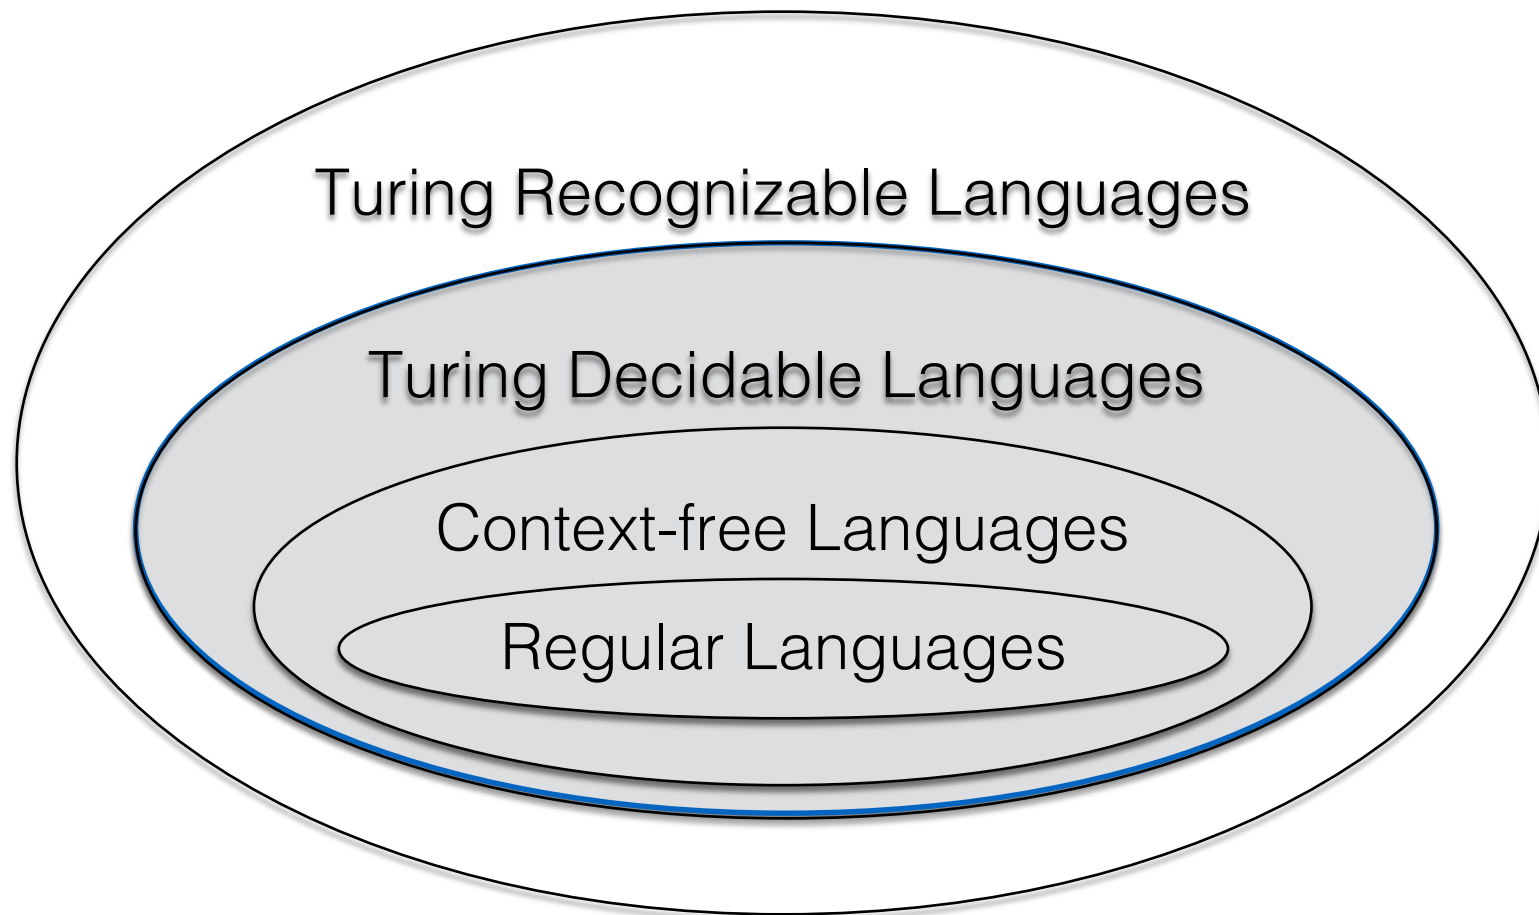 Turing Recognizable Languages
Turing Decidable Languages
Context-free Languages
Regular Languages